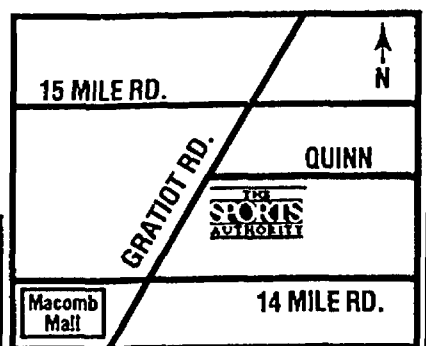 N
15 MILE RD.
GRATIOT RD.
QUINN
THE
SPORTS
AUTHORITY
Macomb
Mall
14 MILE RD.